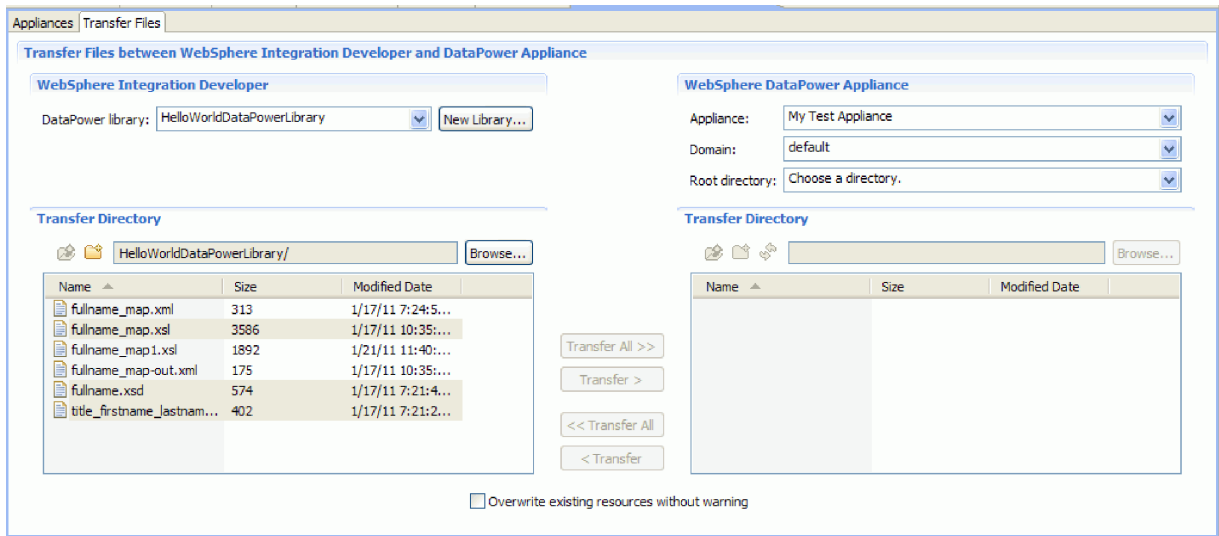 Appliances Transfer Files
Transfer Files between WebSphere Integration Developer and DataPower Appliance
WebSphere Integration Developer
DataPower library: HelloWorldDataPowerLibrary New Library...
WebSphere DataPower Appliance
Appliance: My Test Appliance
Domain: default
Root directory: Choose a directory.
Transfer Directory
HelloWorldDataPowerLibrary/ Browse...
Name Size Modified Date
fullname_map.xml 313 1/17/11 7:24:5...
fullname_map.xsl 3586 1/17/11 10:35:...
fullname_map1.xsl 1892 1/21/11 11:40:...
fullname_map-out.xml 175 1/17/11 10:35:...
fullname.xsd 574 1/17/11 7:21:4...
title_firstname_lastnam... 402 1/17/11 7:21:2...
Transfer All >>
Transfer >
<< Transfer All
< Transfer
Transfer Directory
Browse...
Name Size Modified Date
Overwrite existing resources without warning